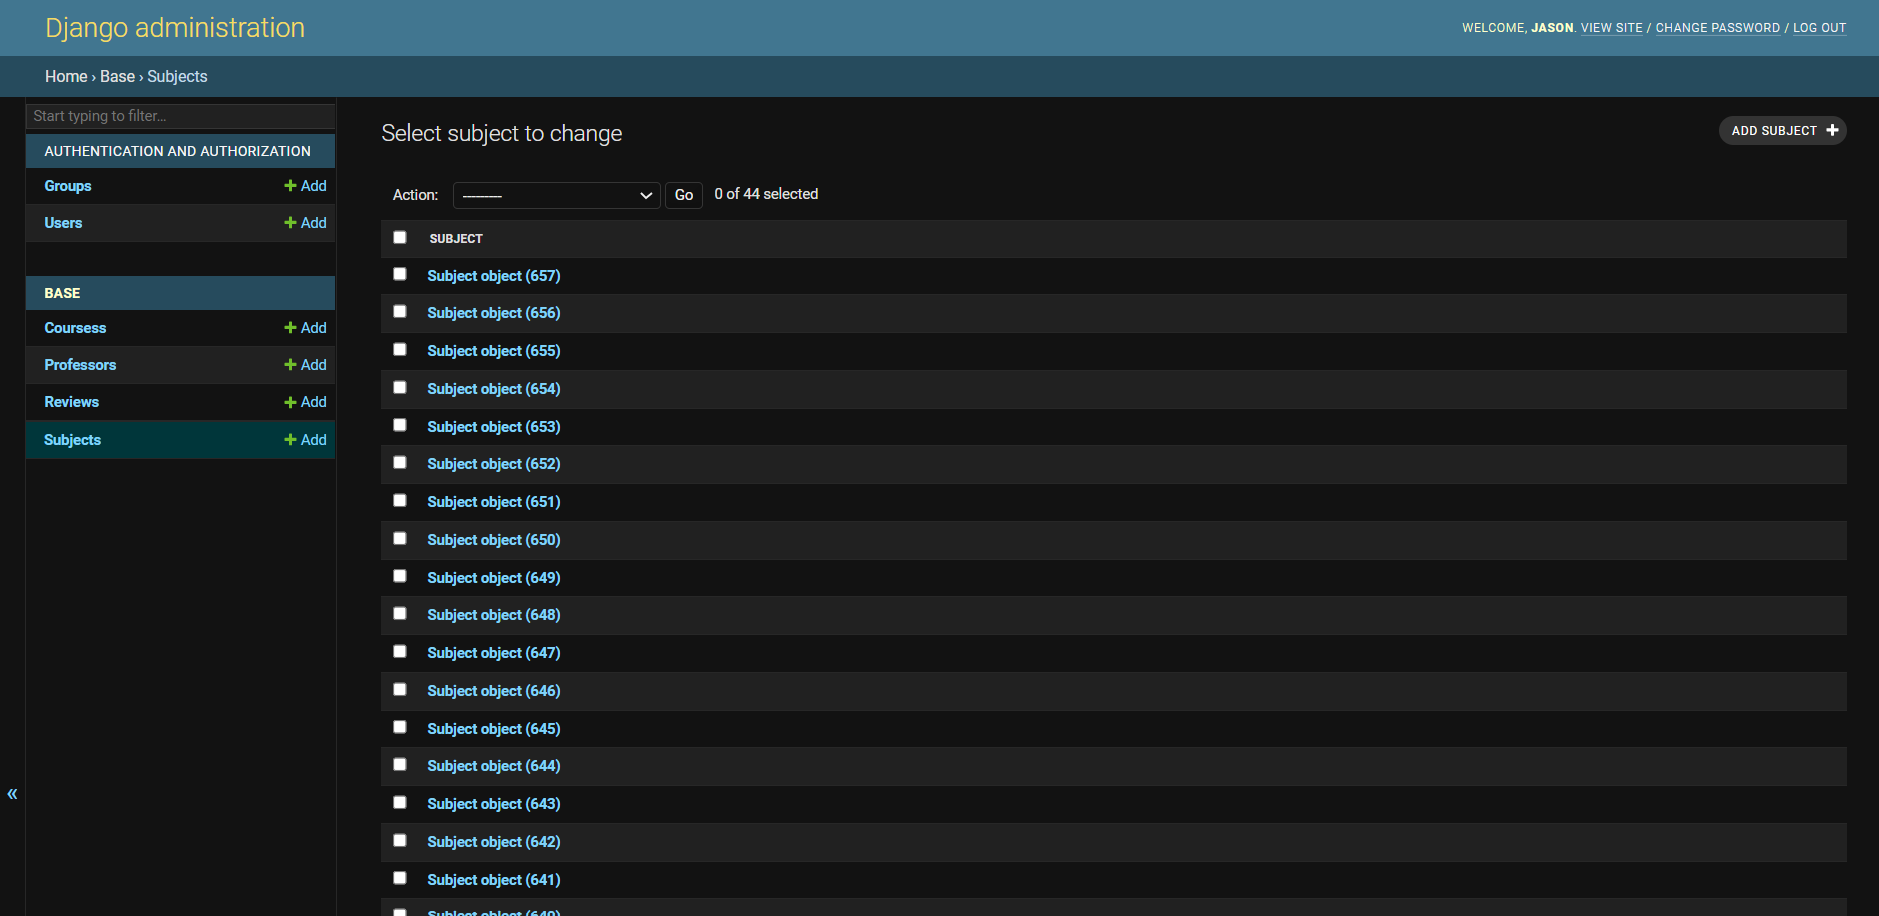 Django administration
WELCOME, JASON. VIEW SITE / CHANGE PASSWORD / LOG OUT
Home › Base › Subjects
Start typing to filter...
AUTHENTICATION AND AUTHORIZATION
Groups + Add
Users + Add
BASE
Coursess + Add
Professors + Add
Reviews + Add
Subjects + Add
«
Select subject to change
ADD SUBJECT +
Action: --------- Go 0 of 44 selected
SUBJECT
Subject object (657)
Subject object (656)
Subject object (655)
Subject object (654)
Subject object (653)
Subject object (652)
Subject object (651)
Subject object (650)
Subject object (649)
Subject object (648)
Subject object (647)
Subject object (646)
Subject object (645)
Subject object (644)
Subject object (643)
Subject object (642)
Subject object (641)
Subject object (640)